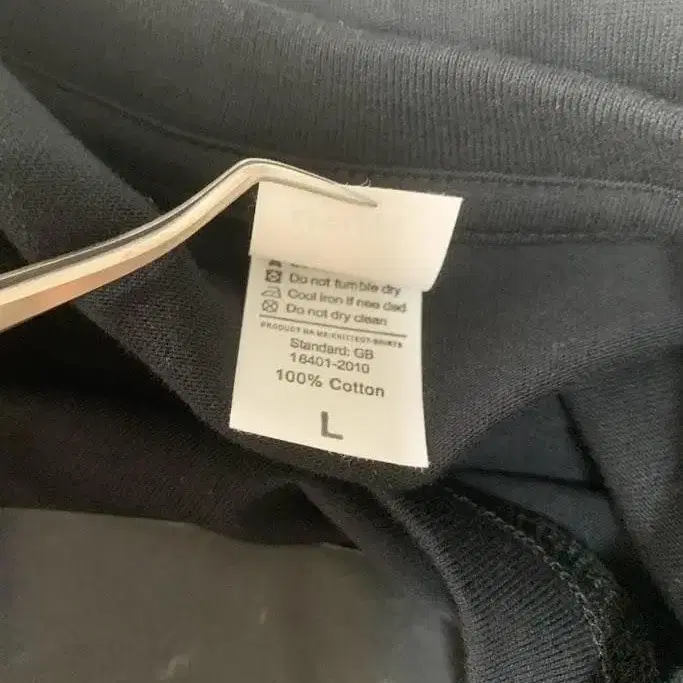 Do not tumble dry
Cool iron if nee ded
Do not dry clean
PRODUCT
Standard: GB
18401-2010
100% Cotton
L